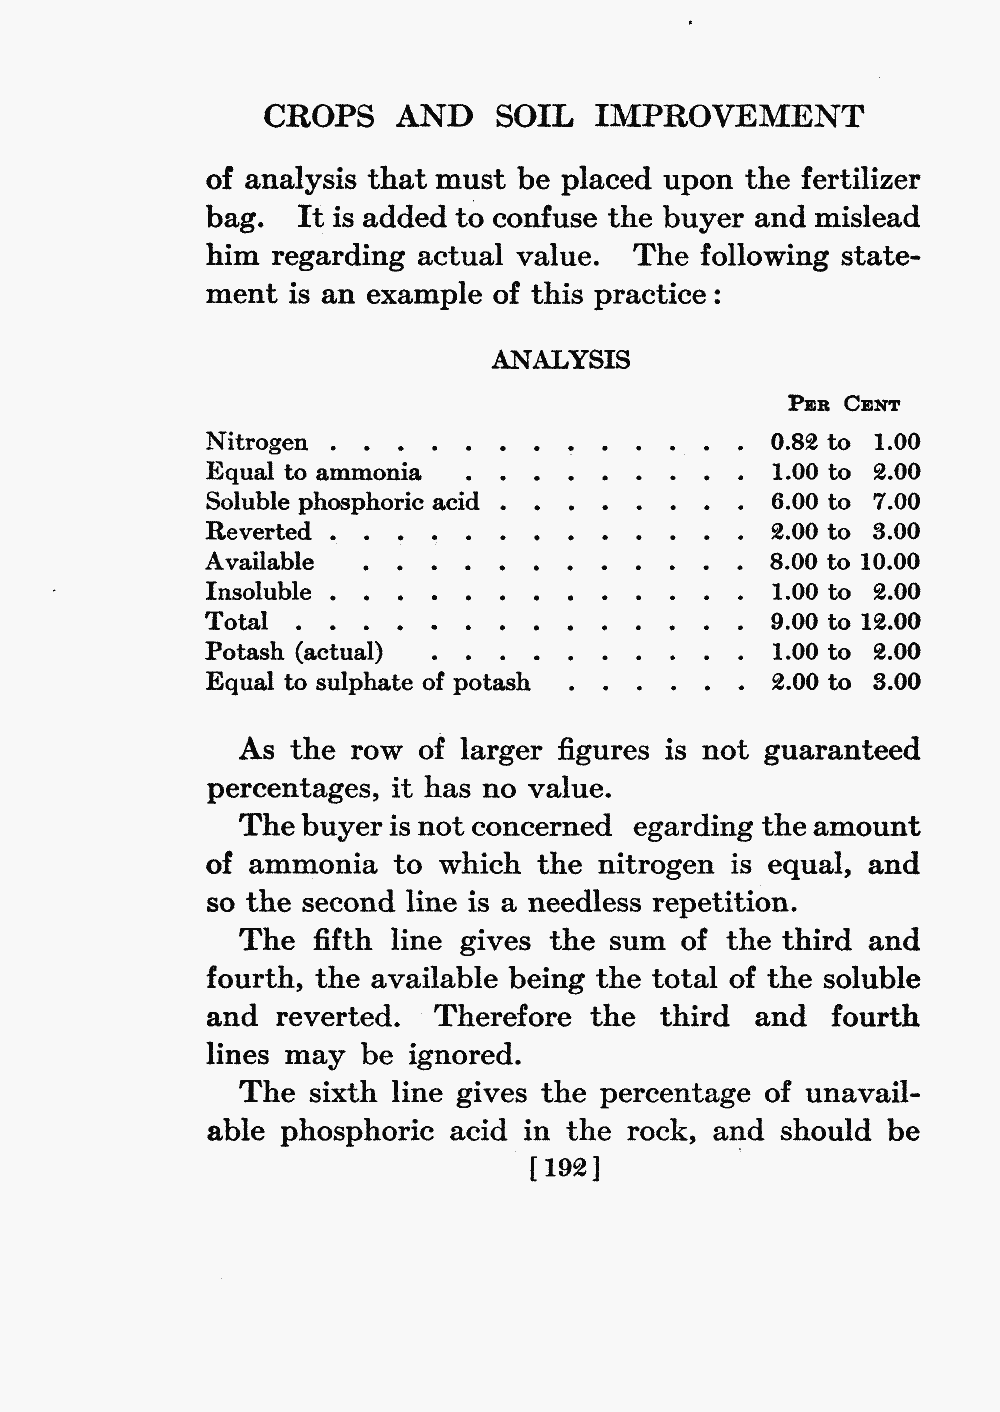 CROPS AND SOIL IMPROVEMENT
of analysis that must be placed upon the fertilizer
bag. It is added to confuse the buyer and mislead
him regarding actual value. The following state-
ment is an example of this practice:
ANALYSIS
PER CENT
Nitrogen . . . . . . . . . . . . . 0.82 to 1.00
Equal to ammonia . . . . . . . . . 1.00 to 2.00
Soluble phosphoric acid . . . . . . . . 6.00 to 7.00
Reverted . . . . . . . . . . . . . 2.00 to 3.00
Available . . . . . . . . . . . . 8.00 to 10.00
Insoluble . . . . . . . . . . . . . 1.00 to 2.00
Total . . . . . . . . . . . . . . 9.00 to 12.00
Potash (actual) . . . . . . . . . . 1.00 to 2.00
Equal to sulphate of potash . . . . . . 2.00 to 3.00
As the row of larger figures is not guaranteed
percentages, it has no value.
The buyer is not concerned egarding the amount
of ammonia to which the nitrogen is equal, and
so the second line is a needless repetition.
The fifth line gives the sum of the third and
fourth, the available being the total of the soluble
and reverted. Therefore the third and fourth
lines may be ignored.
The sixth line gives the percentage of unavail-
able phosphoric acid in the rock, and should be
[192]